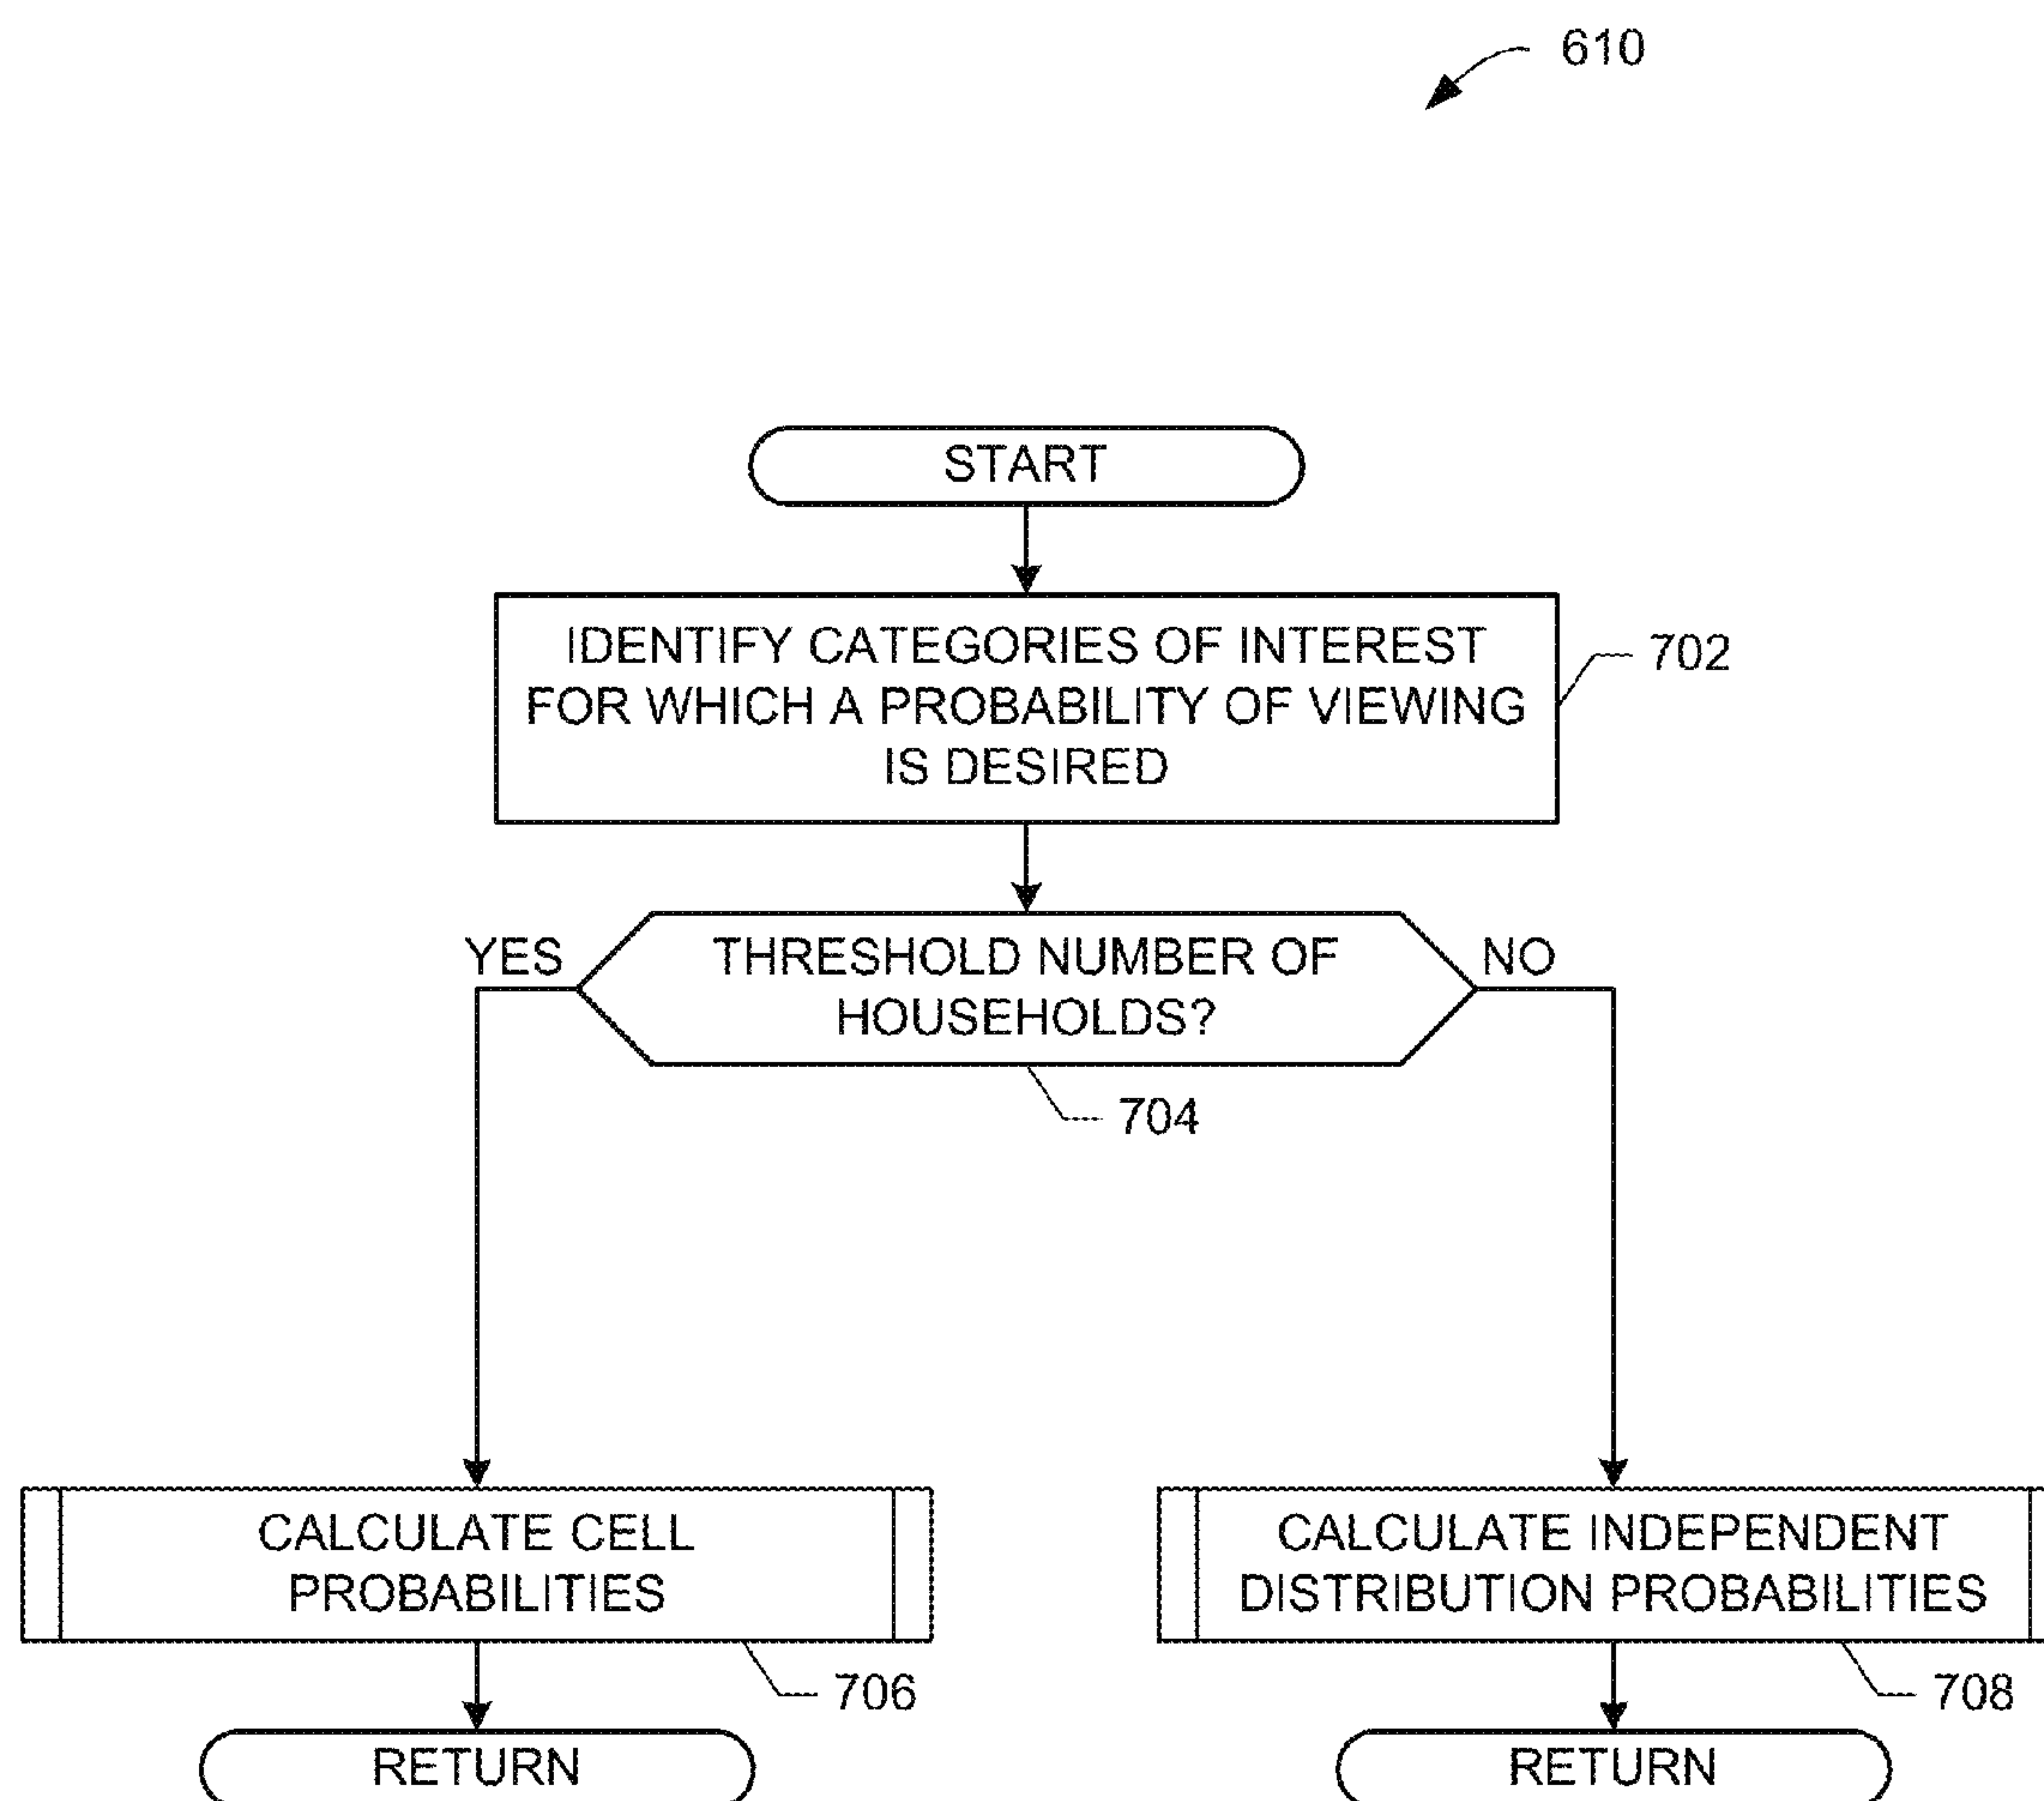 610
START
IDENTIFY CATEGORIES OF INTEREST
FOR WHICH A PROBABILITY OF VIEWING
IS DESIRED
702
YES
THRESHOLD NUMBER OF
HOUSEHOLDS?
NO
704
CALCULATE CELL
PROBABILITIES
706
CALCULATE INDEPENDENT
DISTRIBUTION PROBABILITIES
708
RETURN
RETURN